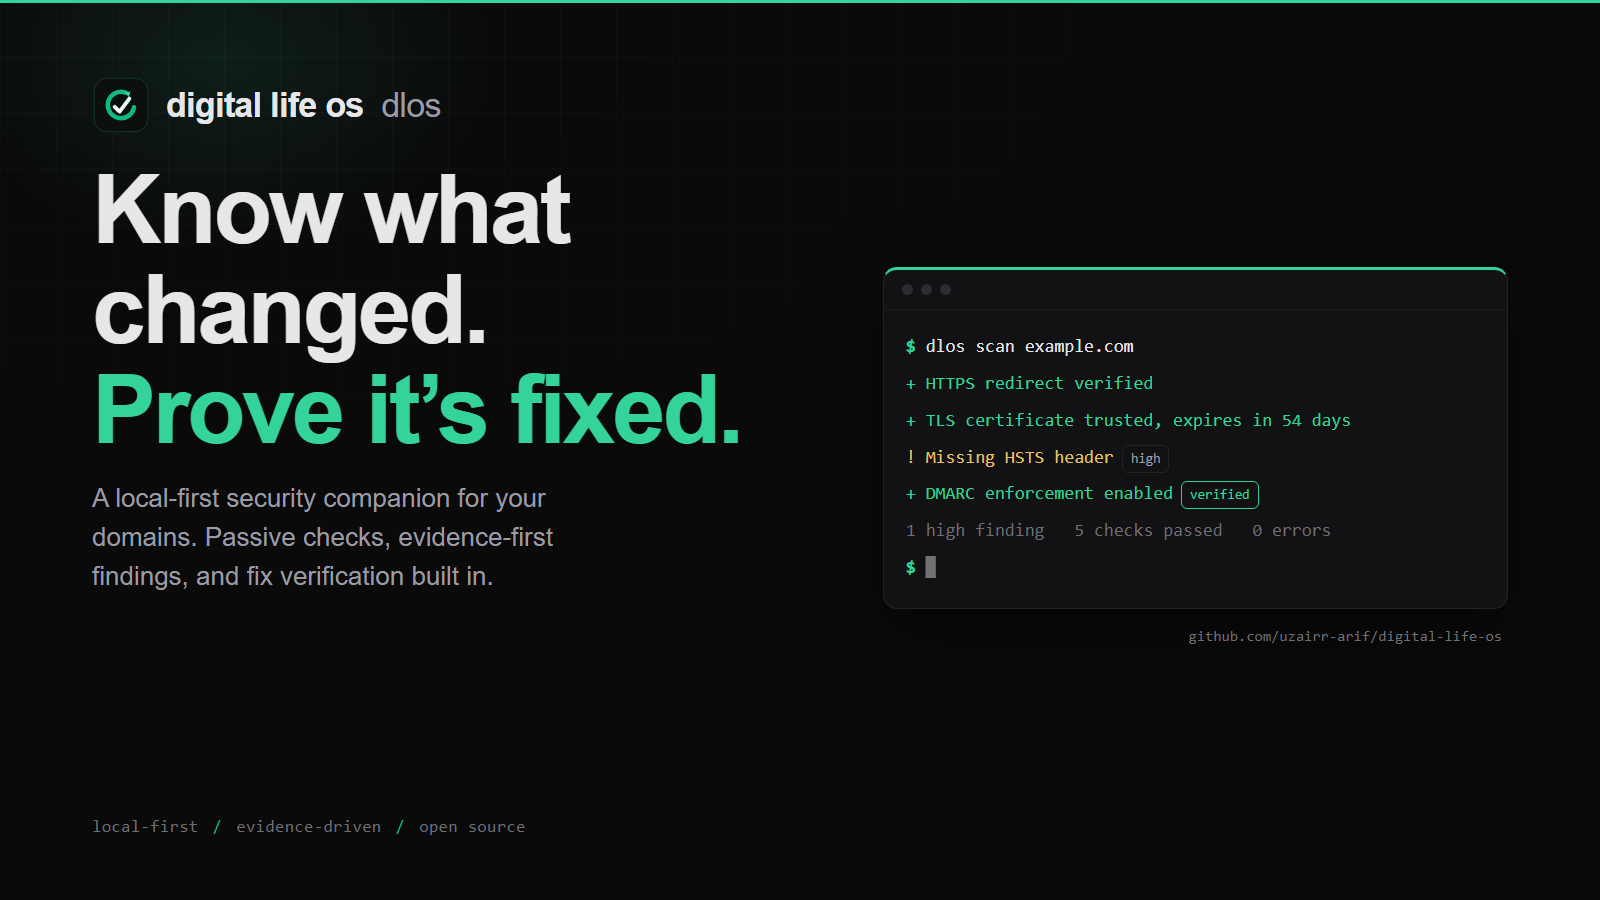 digital life os dlos
Know what
changed.
Prove it’s fixed.
A local-first security companion for your
domains. Passive checks, evidence-first
findings, and fix verification built in.
$ dlos scan example.com
+ HTTPS redirect verified
+ TLS certificate trusted, expires in 54 days
! Missing HSTS header high
+ DMARC enforcement enabled verified
1 high finding 5 checks passed 0 errors
$
github.com/uzairr-arif/digital-life-os
local-first / evidence-driven / open source